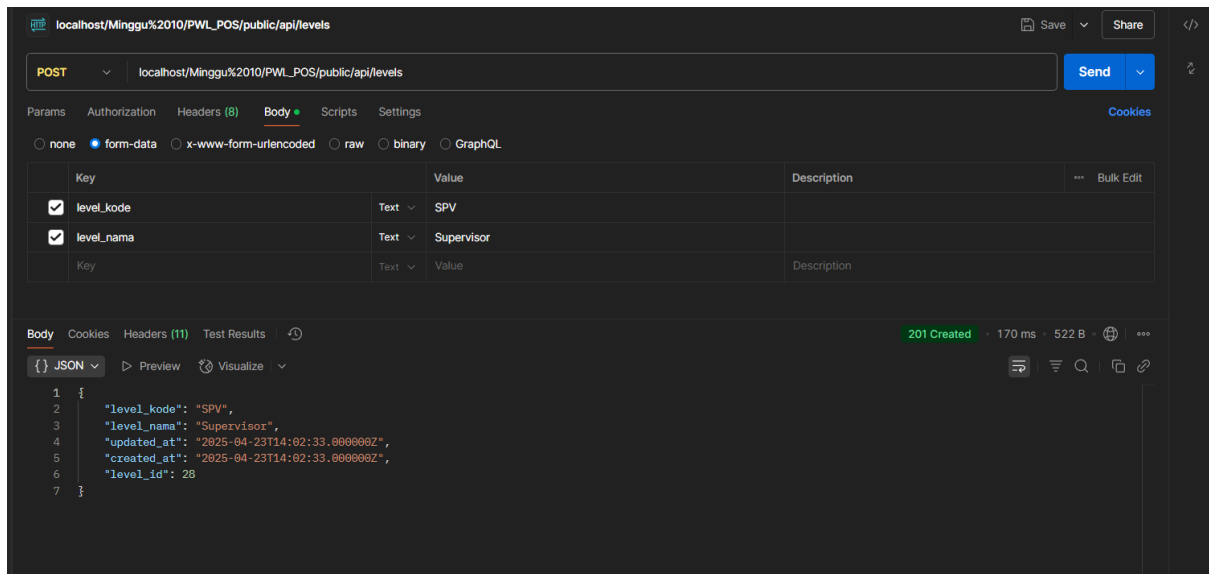 HTTP localhost/Minggu%2010/PWL_POS/public/api/levels Save Share
POST localhost/Minggu%2010/PWL_POS/public/api/levels Send
Params Authorization Headers (8) Body Scripts Settings Cookies
none form-data x-www-form-urlencoded raw binary GraphQL
Key Value Description Bulk Edit
level_kode Text SPV
level_nama Text Supervisor
Key Text Value Description
Body Cookies Headers (11) Test Results 201 Created 170 ms 522 B
{} JSON Preview Visualize
1 {
2 "level_kode": "SPV",
3 "level_nama": "Supervisor",
4 "updated_at": "2025-04-23T14:02:33.000000Z",
5 "created_at": "2025-04-23T14:02:33.000000Z",
6 "level_id": 28
7 }